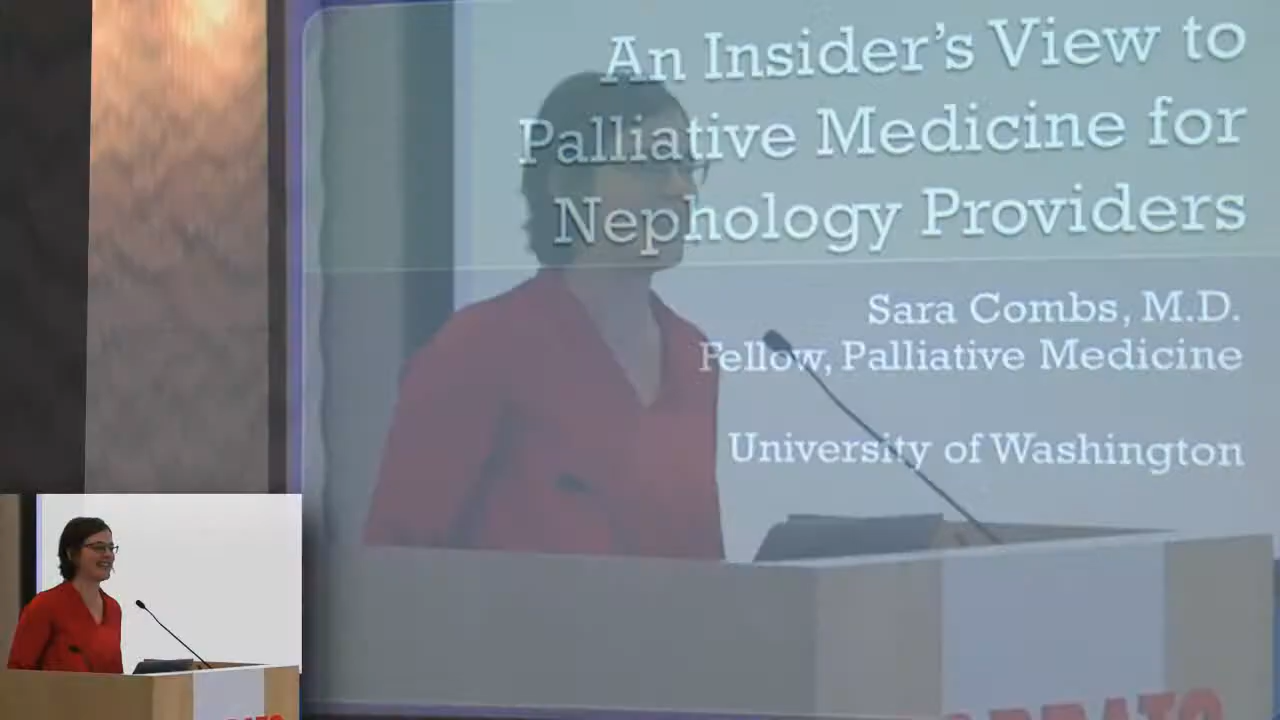 An Insider's View to
Palliative Medicine for
Nephology Providers
Sara Combs, M.D.
Fellow, Palliative Medicine
University of Washington